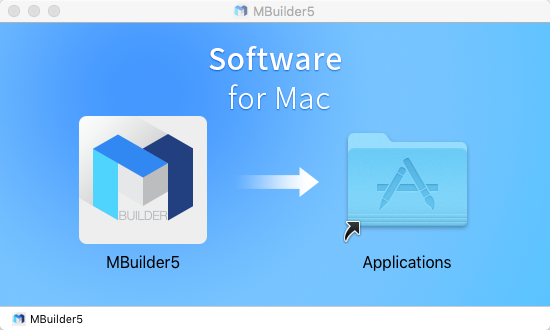 MBuilder5
Software
for Mac
BUILDER
MBuilder5
Applications
MBuilder5